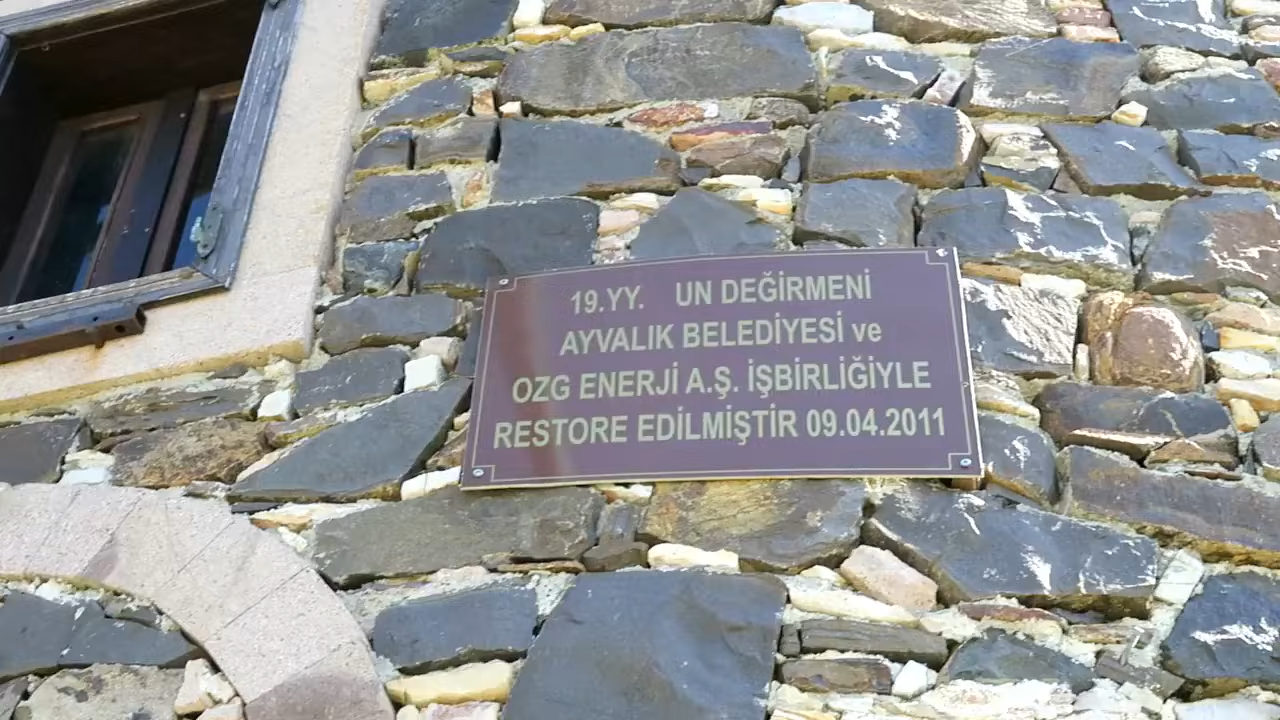 19.YY. UN DEĞİRMENİ
AYVALIK BELEDİYESİ ve
OZG ENERJİ A.Ş. İŞBİRLİĞİYLE
RESTORE EDİLMİŞTİR 09.04.2011